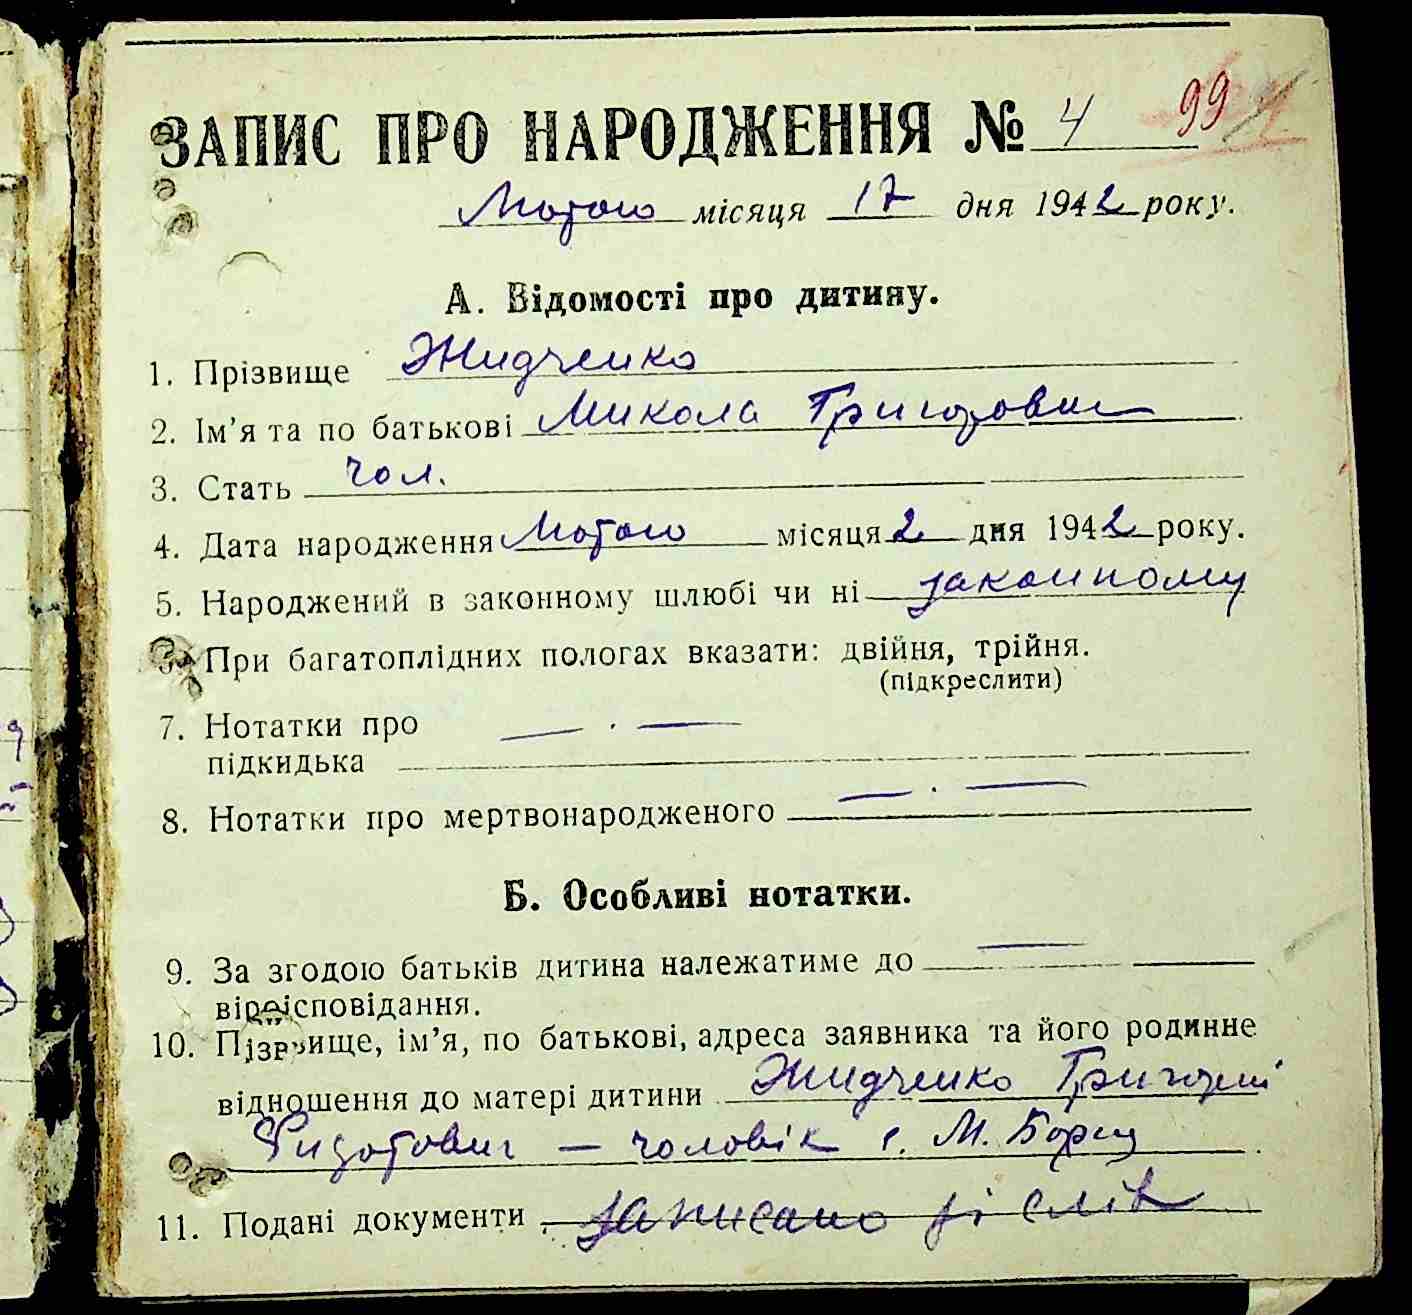 ЗАПИС ПРО НАРОДЖЕННЯ № 4 99
Лютого місяця 17 дня 1942 року.
А. Відомості про дитину.
1. Прізвище Жидченко
2. Ім’я та по батькові Микола Григорович
3. Стать чол.
4. Дата народження Лютого місяця 2 дня 1942 року.
5. Народжений в законному шлюбі чи ні законному
При багатоплідних пологах вказати: двійня, трійня.
(підкреслити)
7. Нотатки про
підкидька — . —
8. Нотатки про мертвонародженого — . —
Б. Особливі нотатки.
9. За згодою батьків дитина належатиме до —
віроісповідання.
10. Прізвище, ім’я, по батькові, адреса заявника та його родинне
відношення до матері дитини Жидченко Григорій
— чоловік с. М. Борщ
11. Подані документи записано зі слів